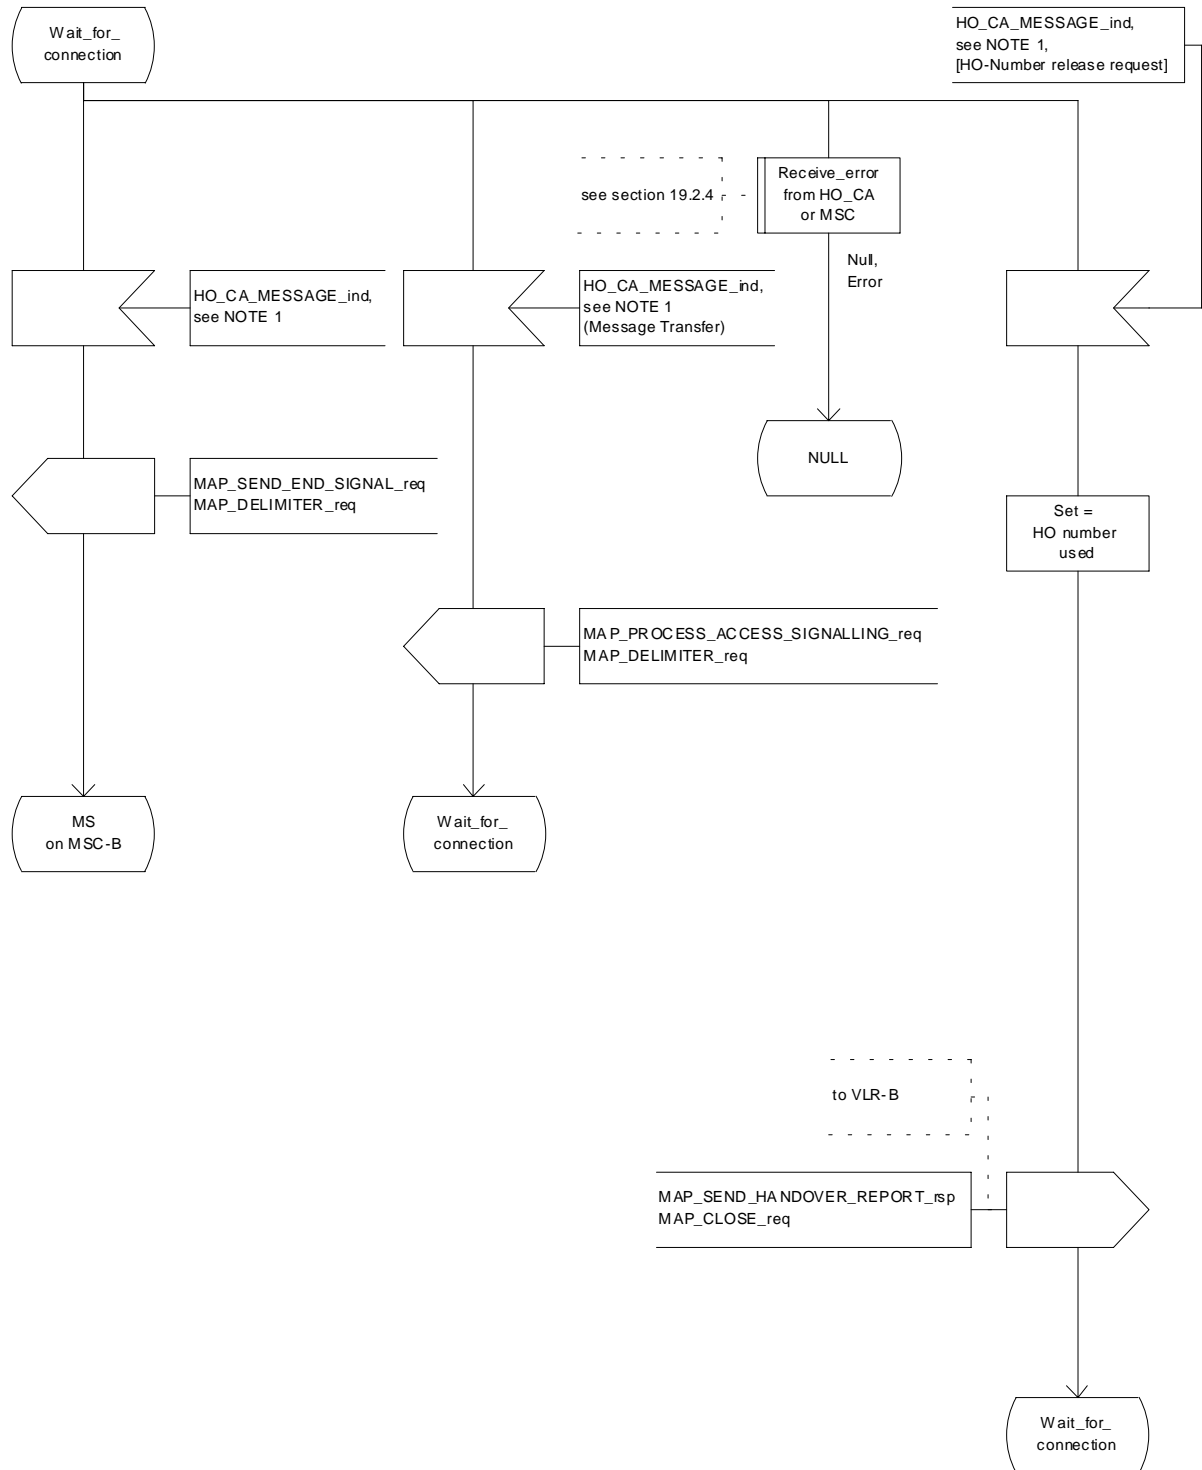 Wait_for_
connection
HO_CA_MESSAGE_ind,
see NOTE 1,
[HO-Number release request]
see section 19.2.4
Receive_error
from HO_CA
or MSC
Null,
Error
HO_CA_MESSAGE_ind,
see NOTE 1
HO_CA_MESSAGE_ind,
see NOTE 1
(Message Transfer)
NULL
MAP_SEND_END_SIGNAL_req
MAP_DELIMITER_req
Set =
HO number
used
MAP_PROCESS_ACCESS_SIGNALLING_req
MAP_DELIMITER_req
MS
on MSC-B
Wait_for_
connection
to VLR-B
MAP_SEND_HANDOVER_REPORT_rsp
MAP_CLOSE_req
Wait_for_
connection